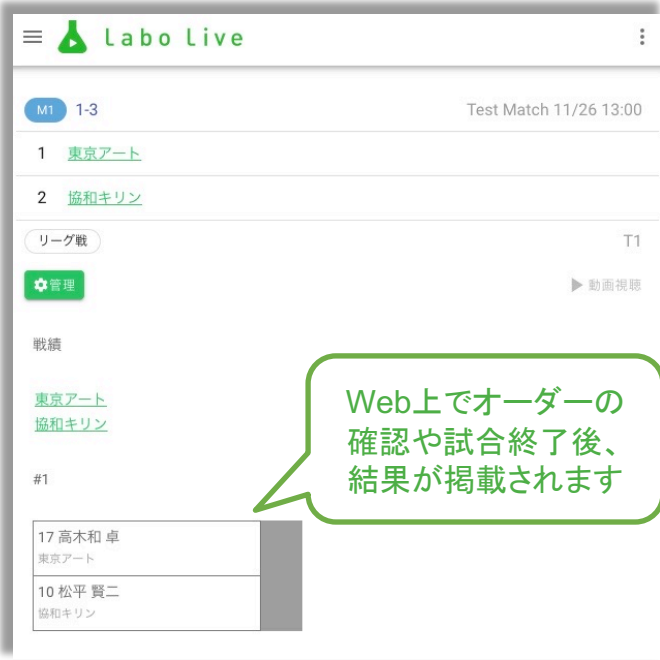 Labo Live
M1 1-3 Test Match 11/26 13:00
1 東京アート
2 協和キリン
リーグ戦 T1
管理 動画視聴
戦績
東京アート
協和キリン
Web上でオーダーの
確認や試合終了後、
結果が掲載されます
#1
17 高木和 卓
東京アート
10 松平 賢二
協和キリン